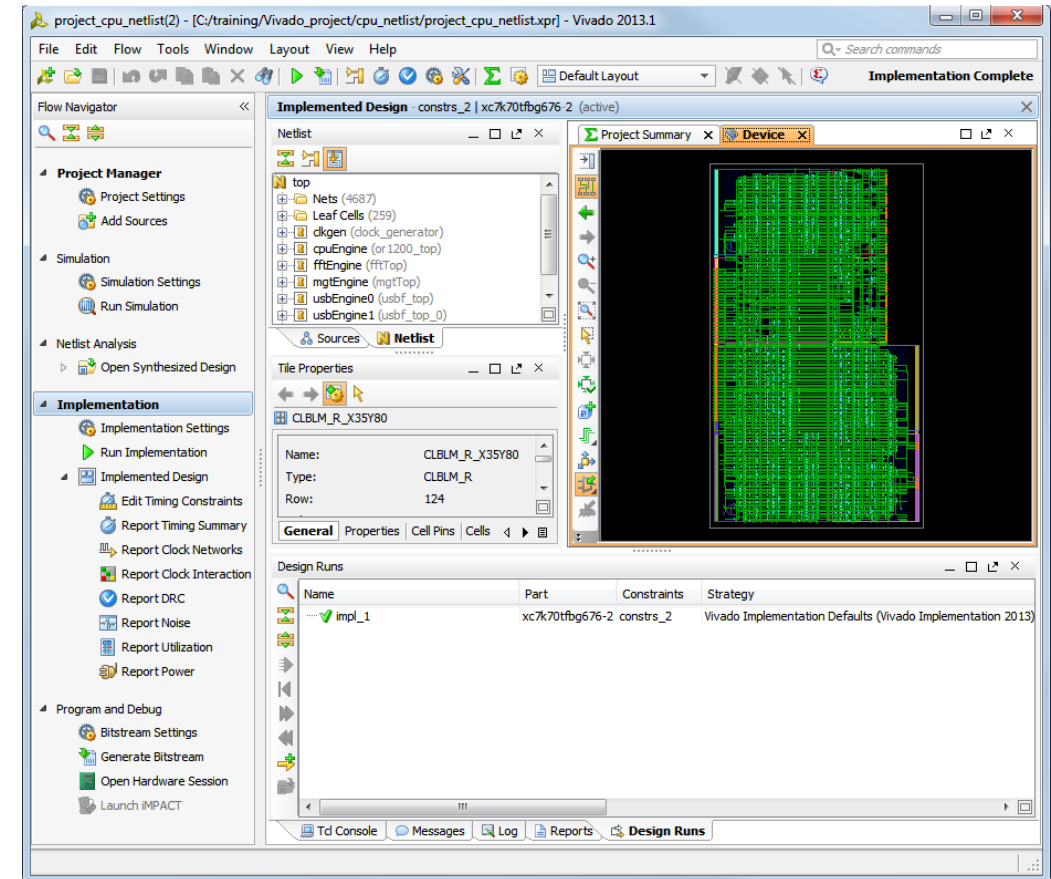 project_cpu_netlist(2) - [C:/training/Vivado_project/cpu_netlist/project_cpu_netlist.xpr] - Vivado 2013.1
File Edit Flow Tools Window Layout View Help
Search commands
Default Layout
Implementation Complete
Flow Navigator
Project Manager
Project Settings
Add Sources
Simulation
Simulation Settings
Run Simulation
Netlist Analysis
Open Synthesized Design
Implementation
Implementation Settings
Run Implementation
Implemented Design
Edit Timing Constraints
Report Timing Summary
Report Clock Networks
Report Clock Interaction
Report DRC
Report Noise
Report Utilization
Report Power
Program and Debug
Bitstream Settings
Generate Bitstream
Open Hardware Session
Launch iMPACT
Implemented Design - constrs_2 | xc7k70tfbg676-2 (active)
Netlist
top
Nets (4687)
Leaf Cells (259)
clkgen (clock_generator)
cpuEngine (or1200_top)
fftEngine (fftTop)
mgtEngine (mgtTop)
usbEngine0 (usbf_top)
usbEngine1 (usbf_top_0)
Sources Netlist
Tile Properties
CLBLM_R_X35Y80
Name: CLBLM_R_X35Y80
Type: CLBLM_R
Row: 124
General Properties Cell Pins Cells
Project Summary Device
Design Runs
Name Part Constraints Strategy
impl_1 xc7k70tfbg676-2 constrs_2 Vivado Implementation Defaults (Vivado Implementation 2013)
Tcl Console Messages Log Reports Design Runs